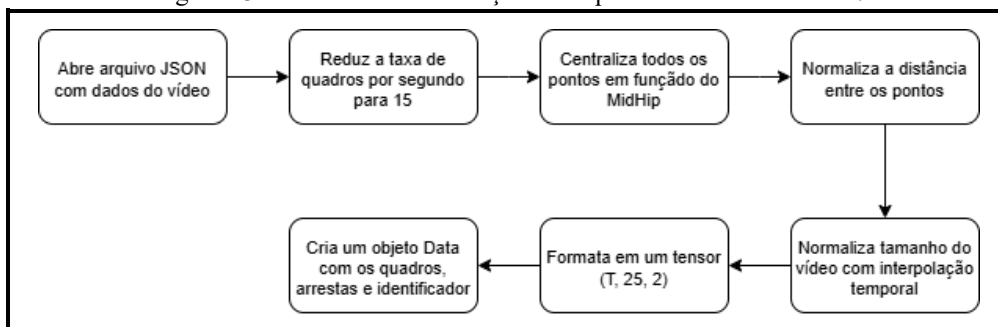 Abre arquivo JSON
com dados do vídeo
Reduz a taxa de
quadros por segundo
para 15
Centraliza todos os
pontos em funçdão do
MidHip
Normaliza a distância
entre os pontos
Normaliza tamanho do
vídeo com interpolação
temporal
Formata em um tensor
(T, 25, 2)
Cria um objeto Data
com os quadros,
arrestas e identificador